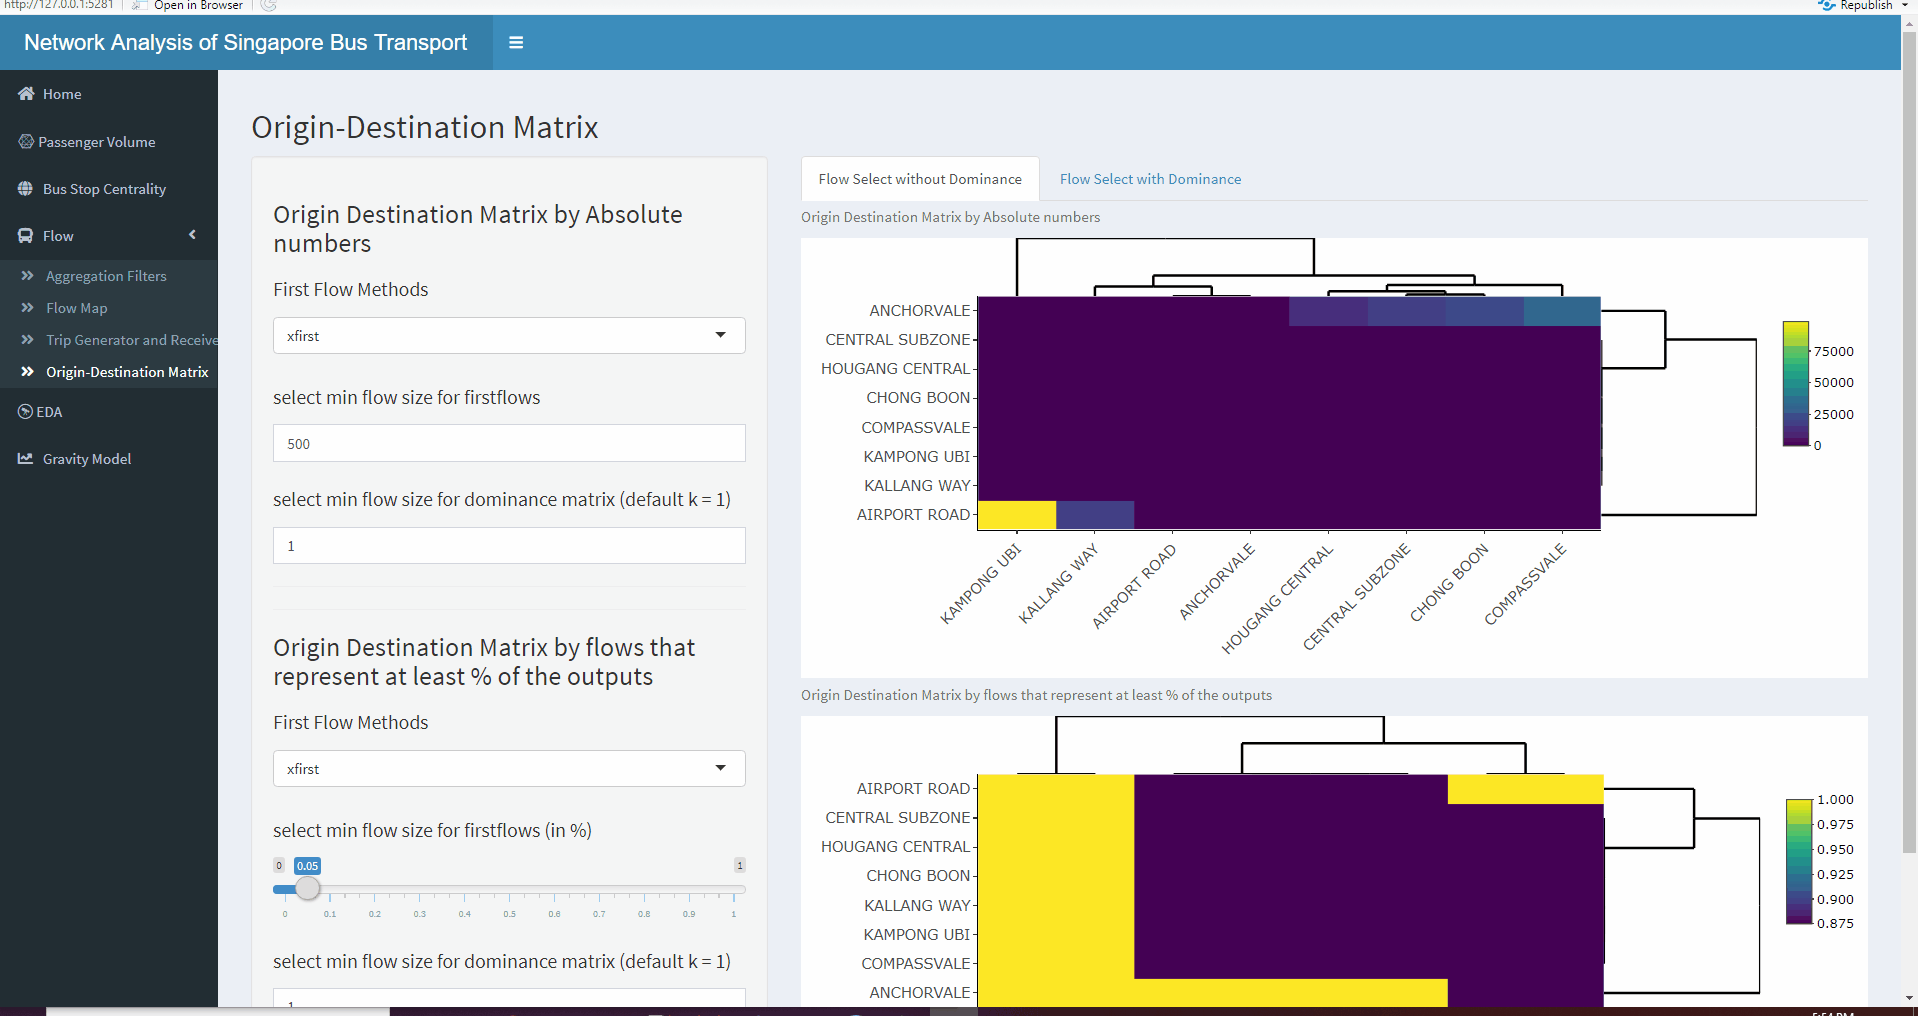 http://127.0.0.1:5281
Open in Browser
Republish
Network Analysis of Singapore Bus Transport
Home
Passenger Volume
Bus Stop Centrality
Flow
Aggregation Filters
Flow Map
Trip Generator and Receive
Origin-Destination Matrix
EDA
Gravity Model
Origin-Destination Matrix
Origin Destination Matrix by Absolute
numbers
First Flow Methods
xfirst
select min flow size for firstflows
500
select min flow size for dominance matrix (default k = 1)
1
Origin Destination Matrix by flows that
represent at least % of the outputs
First Flow Methods
xfirst
select min flow size for firstflows (in %)
0 0.05 1
0 0.1 0.2 0.3 0.4 0.5 0.6 0.7 0.8 0.9 1
select min flow size for dominance matrix (default k = 1)
1
Flow Select without Dominance
Flow Select with Dominance
Origin Destination Matrix by Absolute numbers
ANCHORVALE
CENTRAL SUBZONE
HOUGANG CENTRAL
CHONG BOON
COMPASSVALE
KAMPONG UBI
KALLANG WAY
AIRPORT ROAD
KAMPONG UBI
KALLANG WAY
AIRPORT ROAD
ANCHORVALE
HOUGANG CENTRAL
CENTRAL SUBZONE
CHONG BOON
COMPASSVALE
75000
50000
25000
0
Origin Destination Matrix by flows that represent at least % of the outputs
AIRPORT ROAD
CENTRAL SUBZONE
HOUGANG CENTRAL
CHONG BOON
KALLANG WAY
KAMPONG UBI
COMPASSVALE
ANCHORVALE
1.000
0.975
0.950
0.925
0.900
0.875